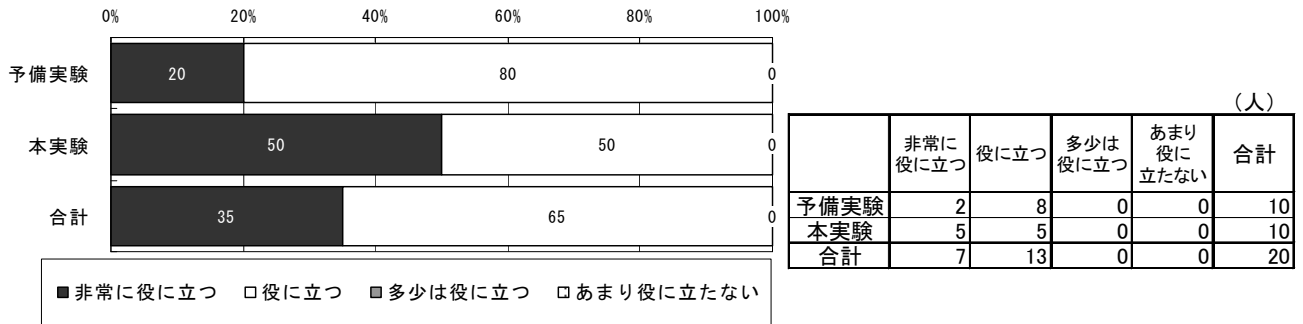 0% 20% 40% 60% 80% 100%
予備実験 20 80 0
本実験 50 50 0
合計 35 65 0
■非常に役に立つ □役に立つ ■多少は役に立つ □あまり役に立たない
（人）
非常に役に立つ 役に立つ 多少は役に立つ あまり役に立たない 合計
予備実験 2 8 0 0 10
本実験 5 5 0 0 10
合計 7 13 0 0 20